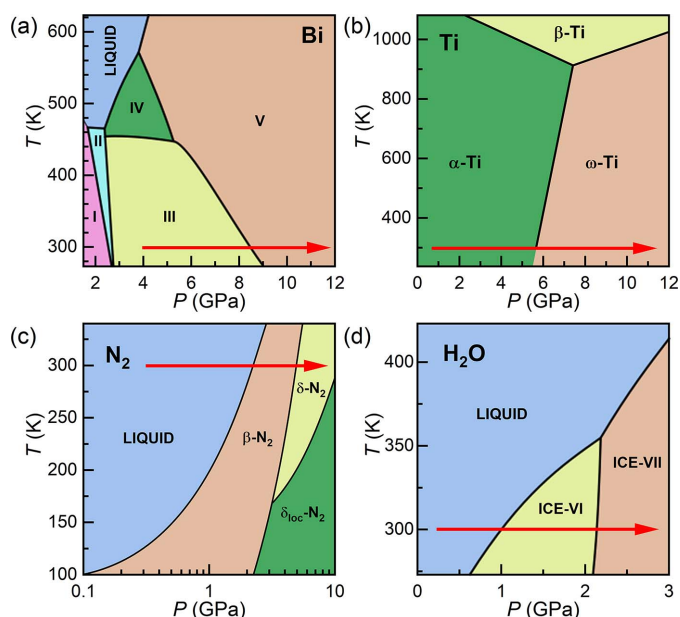 (a)
Bi
600
550
500
450
400
350
300
T (K)
LIQUID
IV
V
II
I
III
2 4 6 8 10 12
P (GPa)
(b)
Ti
β-Ti
1000
800
600
400
T (K)
α-Ti
ω-Ti
0 2 4 6 8 10 12
P (GPa)
(c)
N2
300
250
200
150
100
T (K)
LIQUID
β-N2
δ-N2
δloc-N2
0.1 1 10
P (GPa)
(d)
H2O
400
350
300
T (K)
LIQUID
ICE-VII
ICE-VI
0 1 2 3
P (GPa)